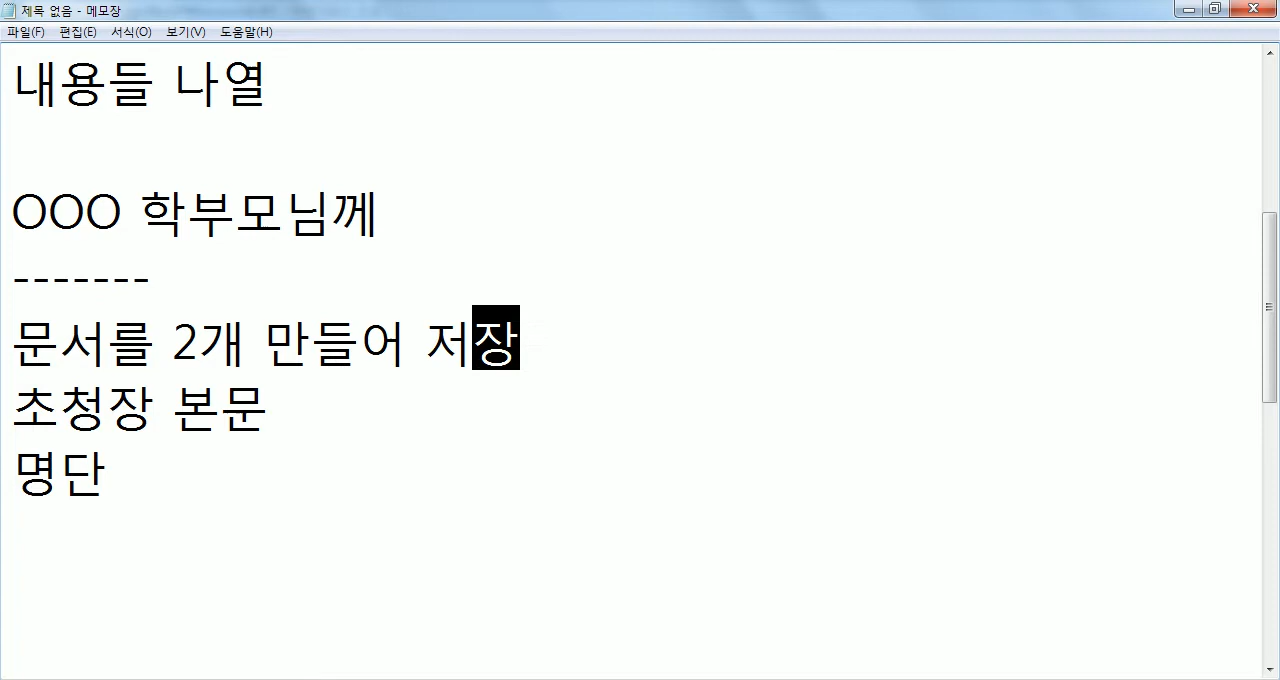 제목 없음 - 메모장
파일(F) 편집(E) 서식(O) 보기(V) 도움말(H)
내용들 나열
OOO 학부모님께
-------
문서를 2개 만들어 저장
초청장 본문
명단